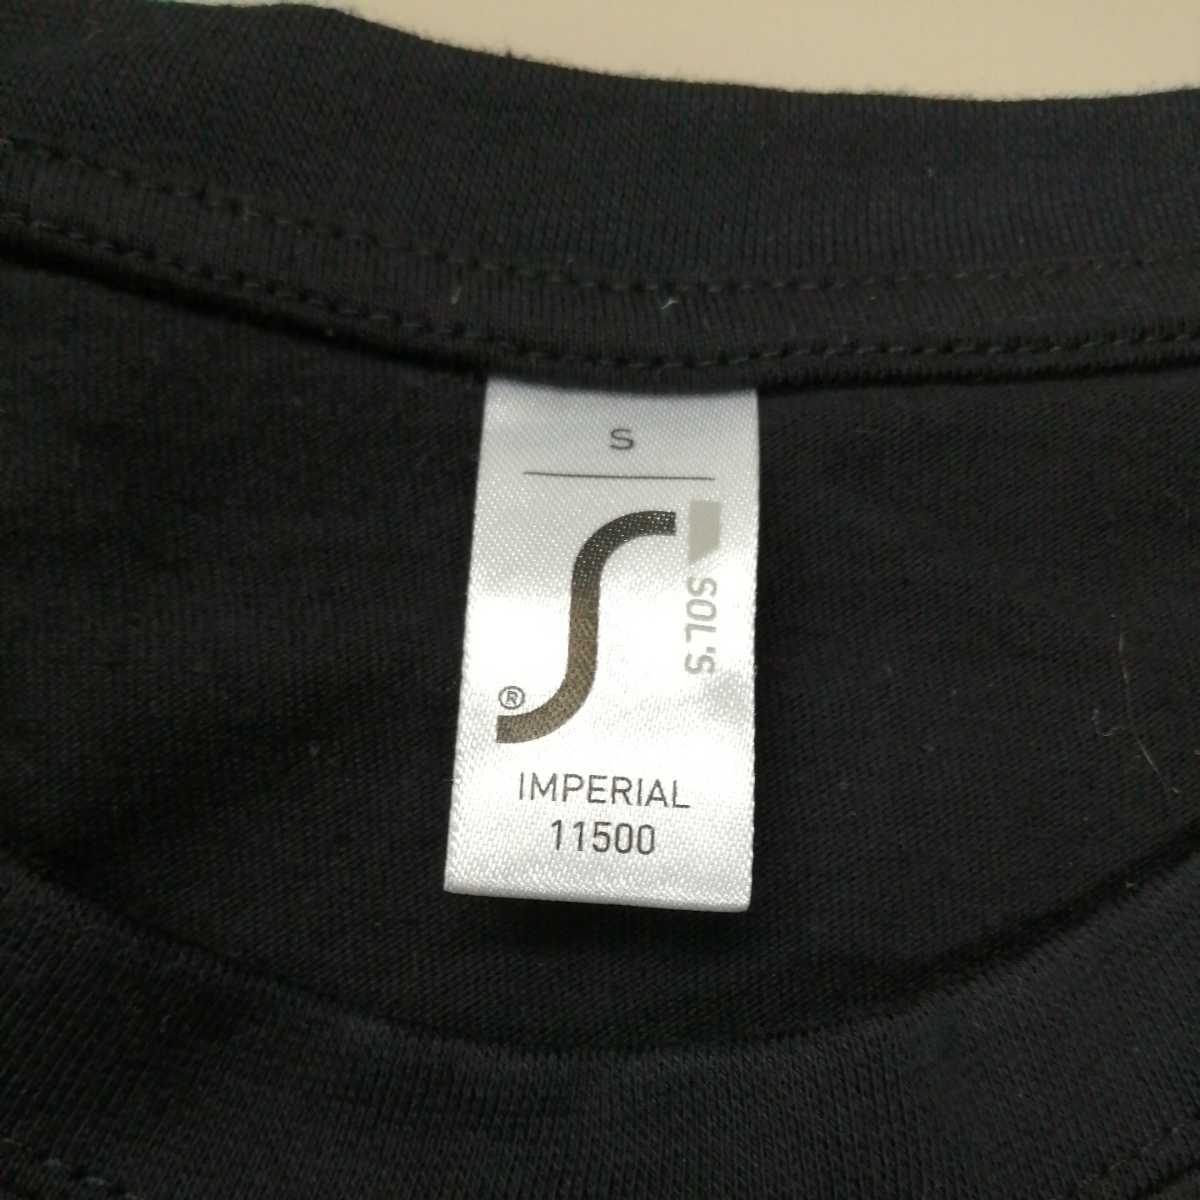 S
SOL'S
®
IMPERIAL
11500